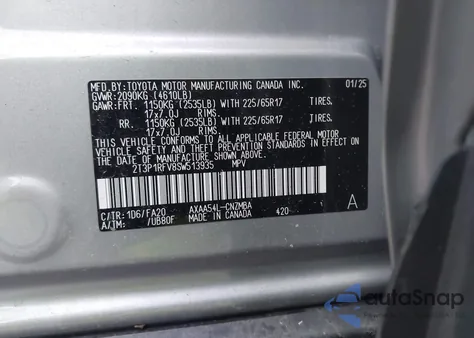 MFD.BY:TOYOTA MOTOR MANUFACTURING CANADA INC. 01/25
GVWR:2090KG (4610LB)
GAWR:FRT. 1150KG (2535LB) WITH 225/65R17 TIRES,
17x7.0J RIMS.
RR. 1150KG (2535LB) WITH 225/65R17 TIRES,
17x7.0J RIMS.
THIS VEHICLE CONFORMS TO ALL APPLICABLE FEDERAL MOTOR
VEHICLE SAFETY STANDARDS IN EFFECT ON THE DATE OF
MANUFACTURE SHOWN ABOVE.
2T3P1RFV8SW513935 MPV
C/TR:1D6/FA20 AXAA54L-CNZMBA A
A/TM: /UB80F MADE IN CANADA 420
AutoSnap